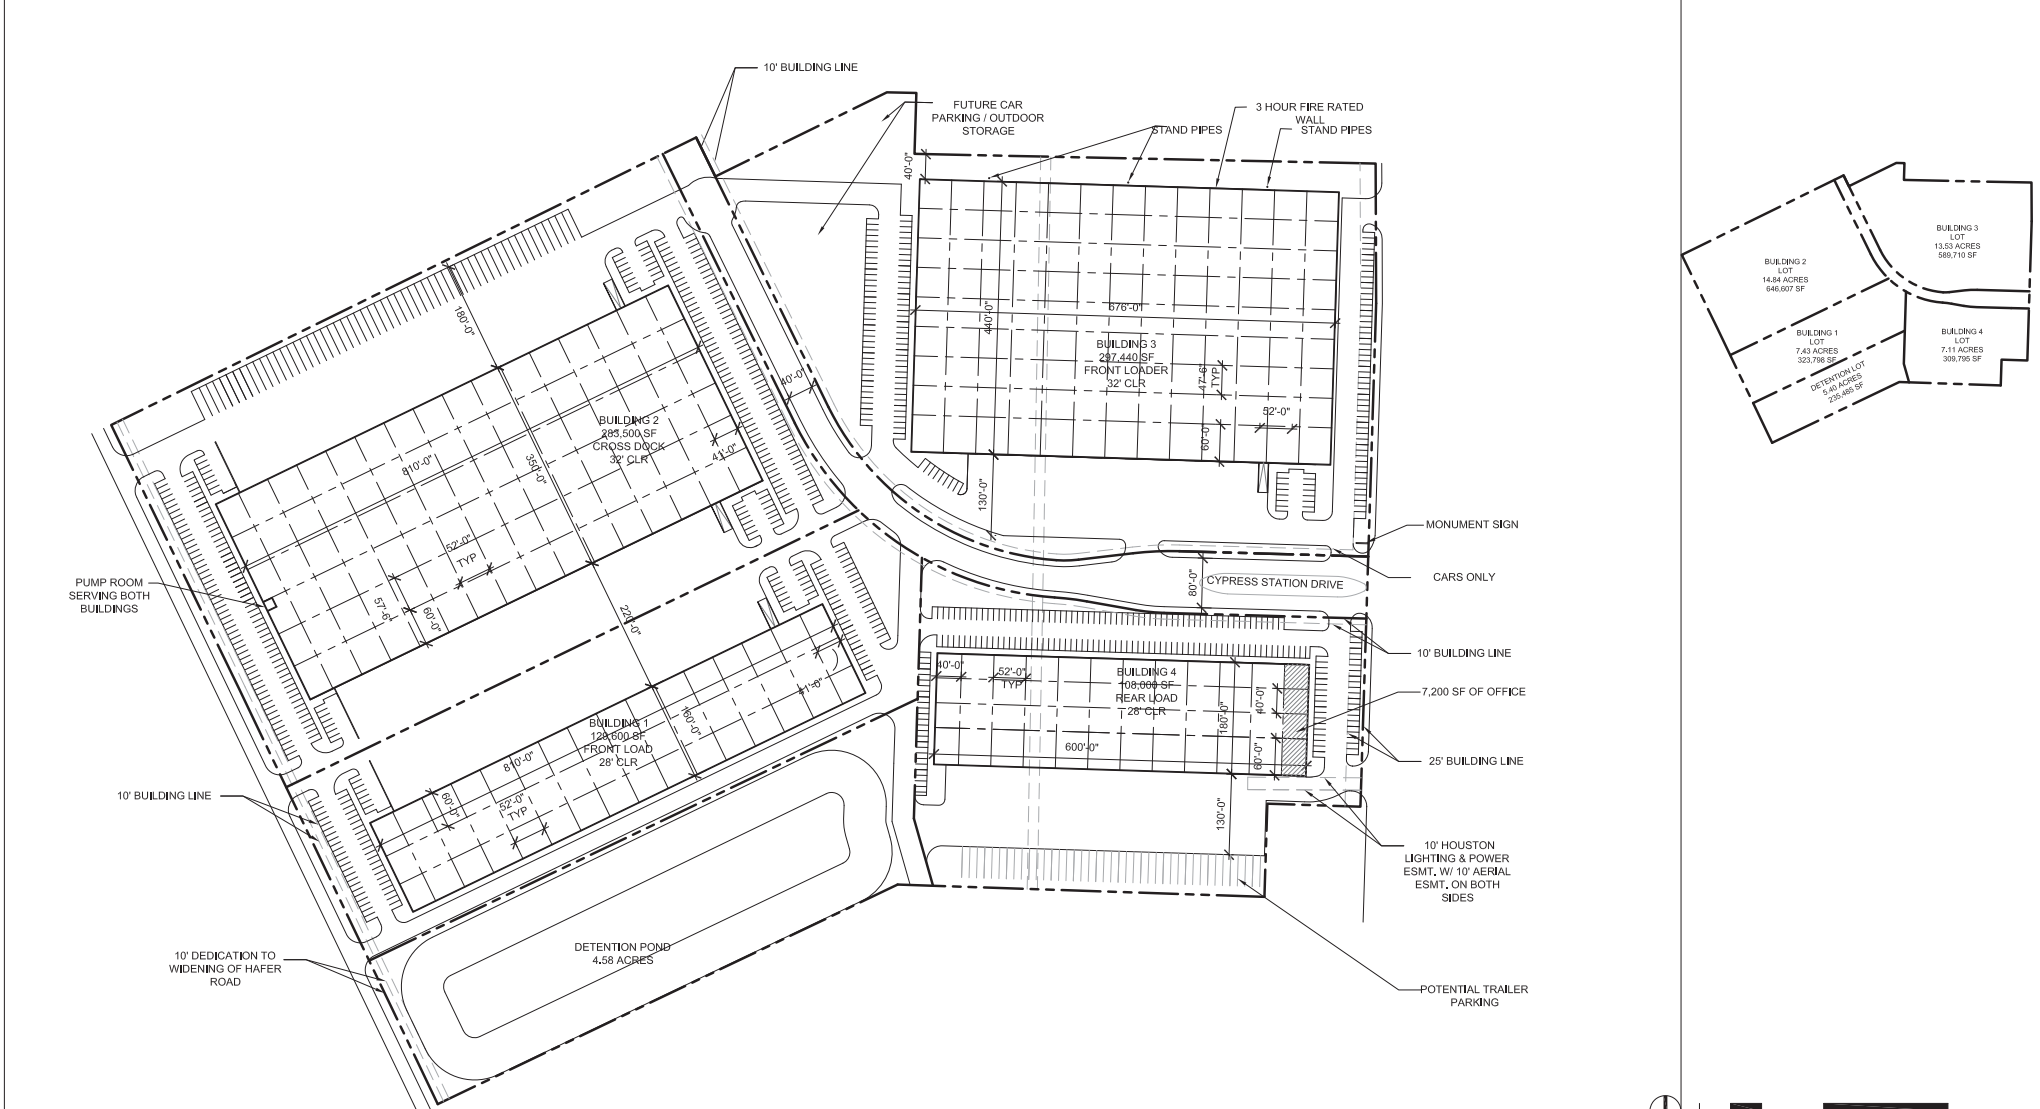 10' BUILDING LINE
FUTURE CAR
PARKING / OUTDOOR
STORAGE
3 HOUR FIRE RATED
WALL
STAND PIPES
STAND PIPES
40'-0"
180'-0"
676'-0"
440'-0"
BUILDING 3
297,440 SF
FRONT LOADER
32' CLR
47'-6"
TYP
52'-0"
60'-0"
130'-0"
40'-0"
BUILDING 2
283,500 SF
CROSS DOCK
32' CLR
810'-0"
350'-0"
41'-0"
52'-0"
TYP
57'-6"
60'-0"
PUMP ROOM
SERVING BOTH
BUILDINGS
MONUMENT SIGN
CARS ONLY
80'-0"
CYPRESS STATION DRIVE
10' BUILDING LINE
7,200 SF OF OFFICE
25' BUILDING LINE
40'-0"
52'-0"
TYP
BUILDING 4
108,000 SF
REAR LOAD
28' CLR
180'-0"
40'-0"
60'-0"
600'-0"
130'-0"
BUILDING 1
129,600 SF
FRONT LOAD
28' CLR
160'-0"
810'-0"
60'-0"
52'-0"
TYP
10' BUILDING LINE
10' HOUSTON
LIGHTING & POWER
ESMT. W/ 10' AERIAL
ESMT. ON BOTH
SIDES
DETENTION POND
4.58 ACRES
10' DEDICATION TO
WIDENING OF HAFER
ROAD
POTENTIAL TRAILER
PARKING
BUILDING 3
LOT
13.53 ACRES
589,710 SF
BUILDING 2
LOT
14.84 ACRES
646,607 SF
BUILDING 1
LOT
7.43 ACRES
323,798 SF
BUILDING 4
LOT
7.11 ACRES
309,795 SF
DETENTION LOT
5.40 ACRES
235,465 SF